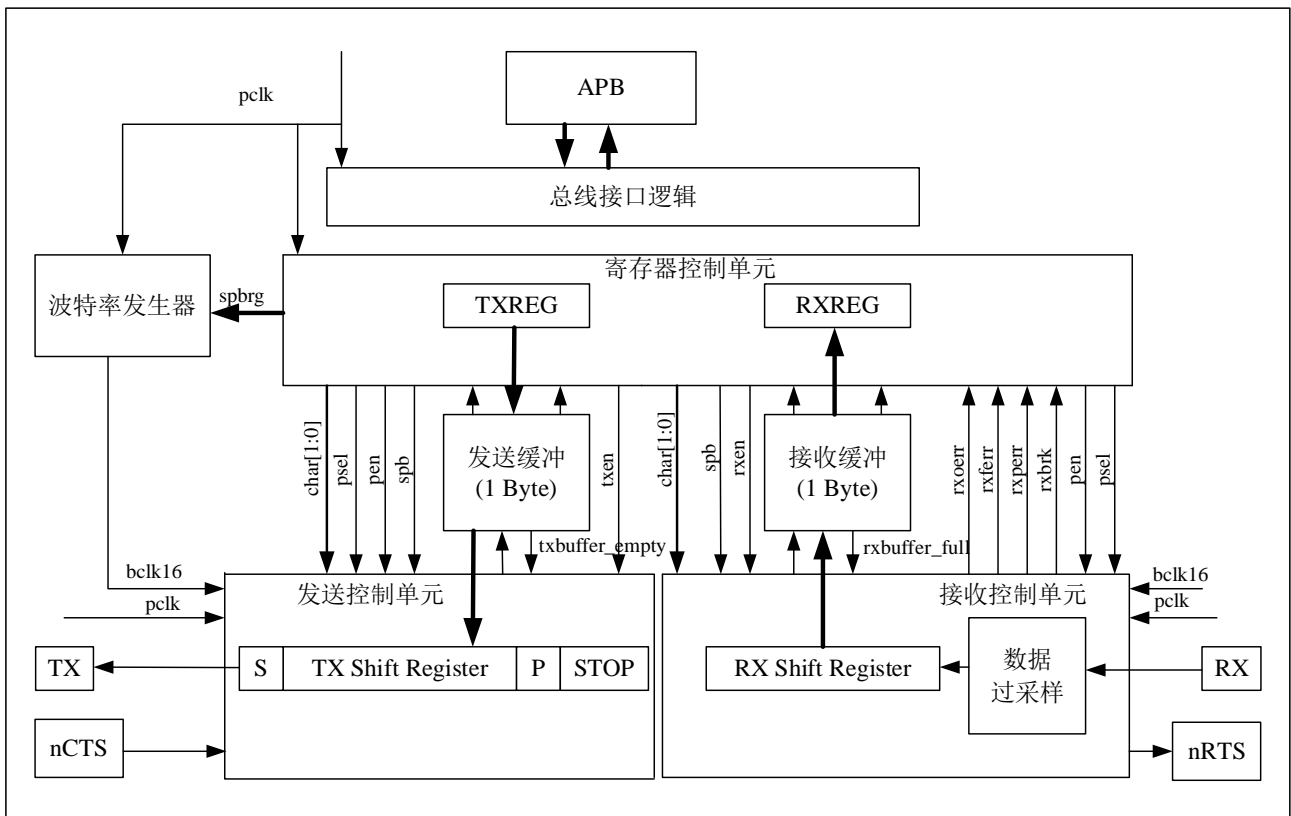 pclk
APB
总线接口逻辑
寄存器控制单元
波特率发生器
spbrg
TXREG
RXREG
char[1:0]
psel
pen
spb
发送缓冲
(1 Byte)
txen
char[1:0]
spb
rxen
接收缓冲
(1 Byte)
rxoerr
rxferr
rxperr
rxbrk
pen
psel
txbuffer_empty
rxbuffer_full
bclk16
pclk
发送控制单元
接收控制单元
bclk16
pclk
TX
S
TX Shift Register
P
STOP
RX Shift Register
数据
过采样
RX
nCTS
nRTS